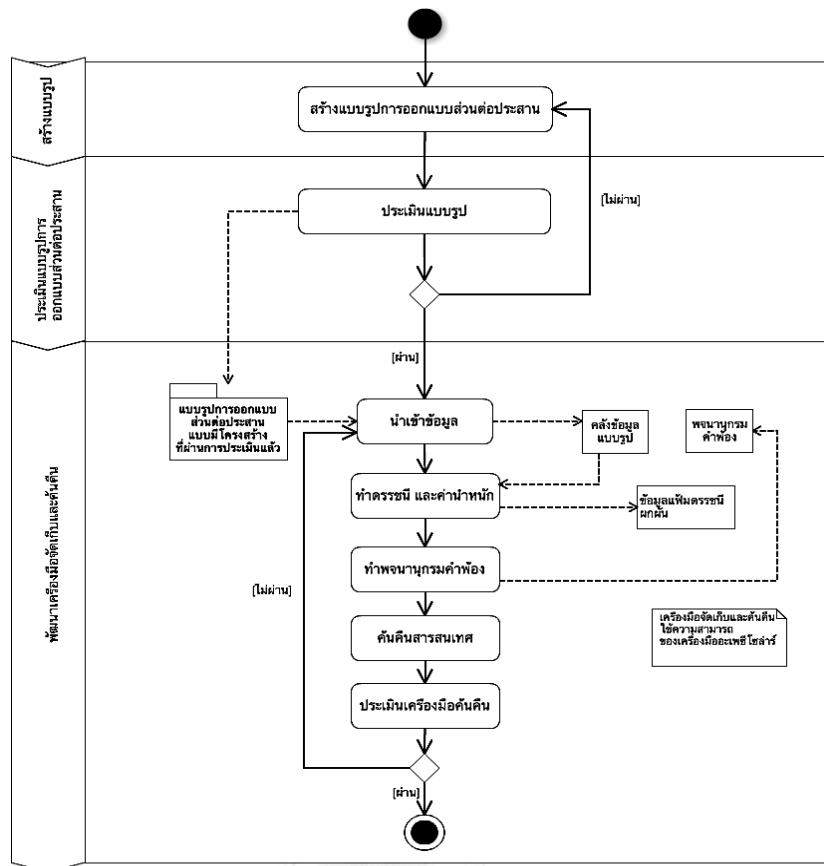 สร้างแบบรูป
สร้างแบบรูปการออกแบบส่วนต่อประสาน
ประเมินแบบรูปการ
ออกแบบส่วนต่อประสาน
ประเมินแบบรูป
[ไม่ผ่าน]
[ผ่าน]
พัฒนาเครื่องมือจัดเก็บและค้นคืน
แบบรูปการออกแบบ
ส่วนต่อประสาน
แบบมีโครงสร้าง
ที่ผ่านการประเมินแล้ว
นำเข้าข้อมูล
คลังข้อมูล
แบบรูป
พจนานุกรม
คำพ้อง
ทำดรรชนี และค่าน้ำหนัก
ข้อมูลแฟ้มดรรชนี
ผกผัน
ทำพจนานุกรมคำพ้อง
[ไม่ผ่าน]
ค้นคืนสารสนเทศ
เครื่องมือจัดเก็บและค้นคืน
ใช้ความสามารถ
ของเครื่องมืออะแพชีโซล่าร์
ประเมินเครื่องมือค้นคืน
[ผ่าน]